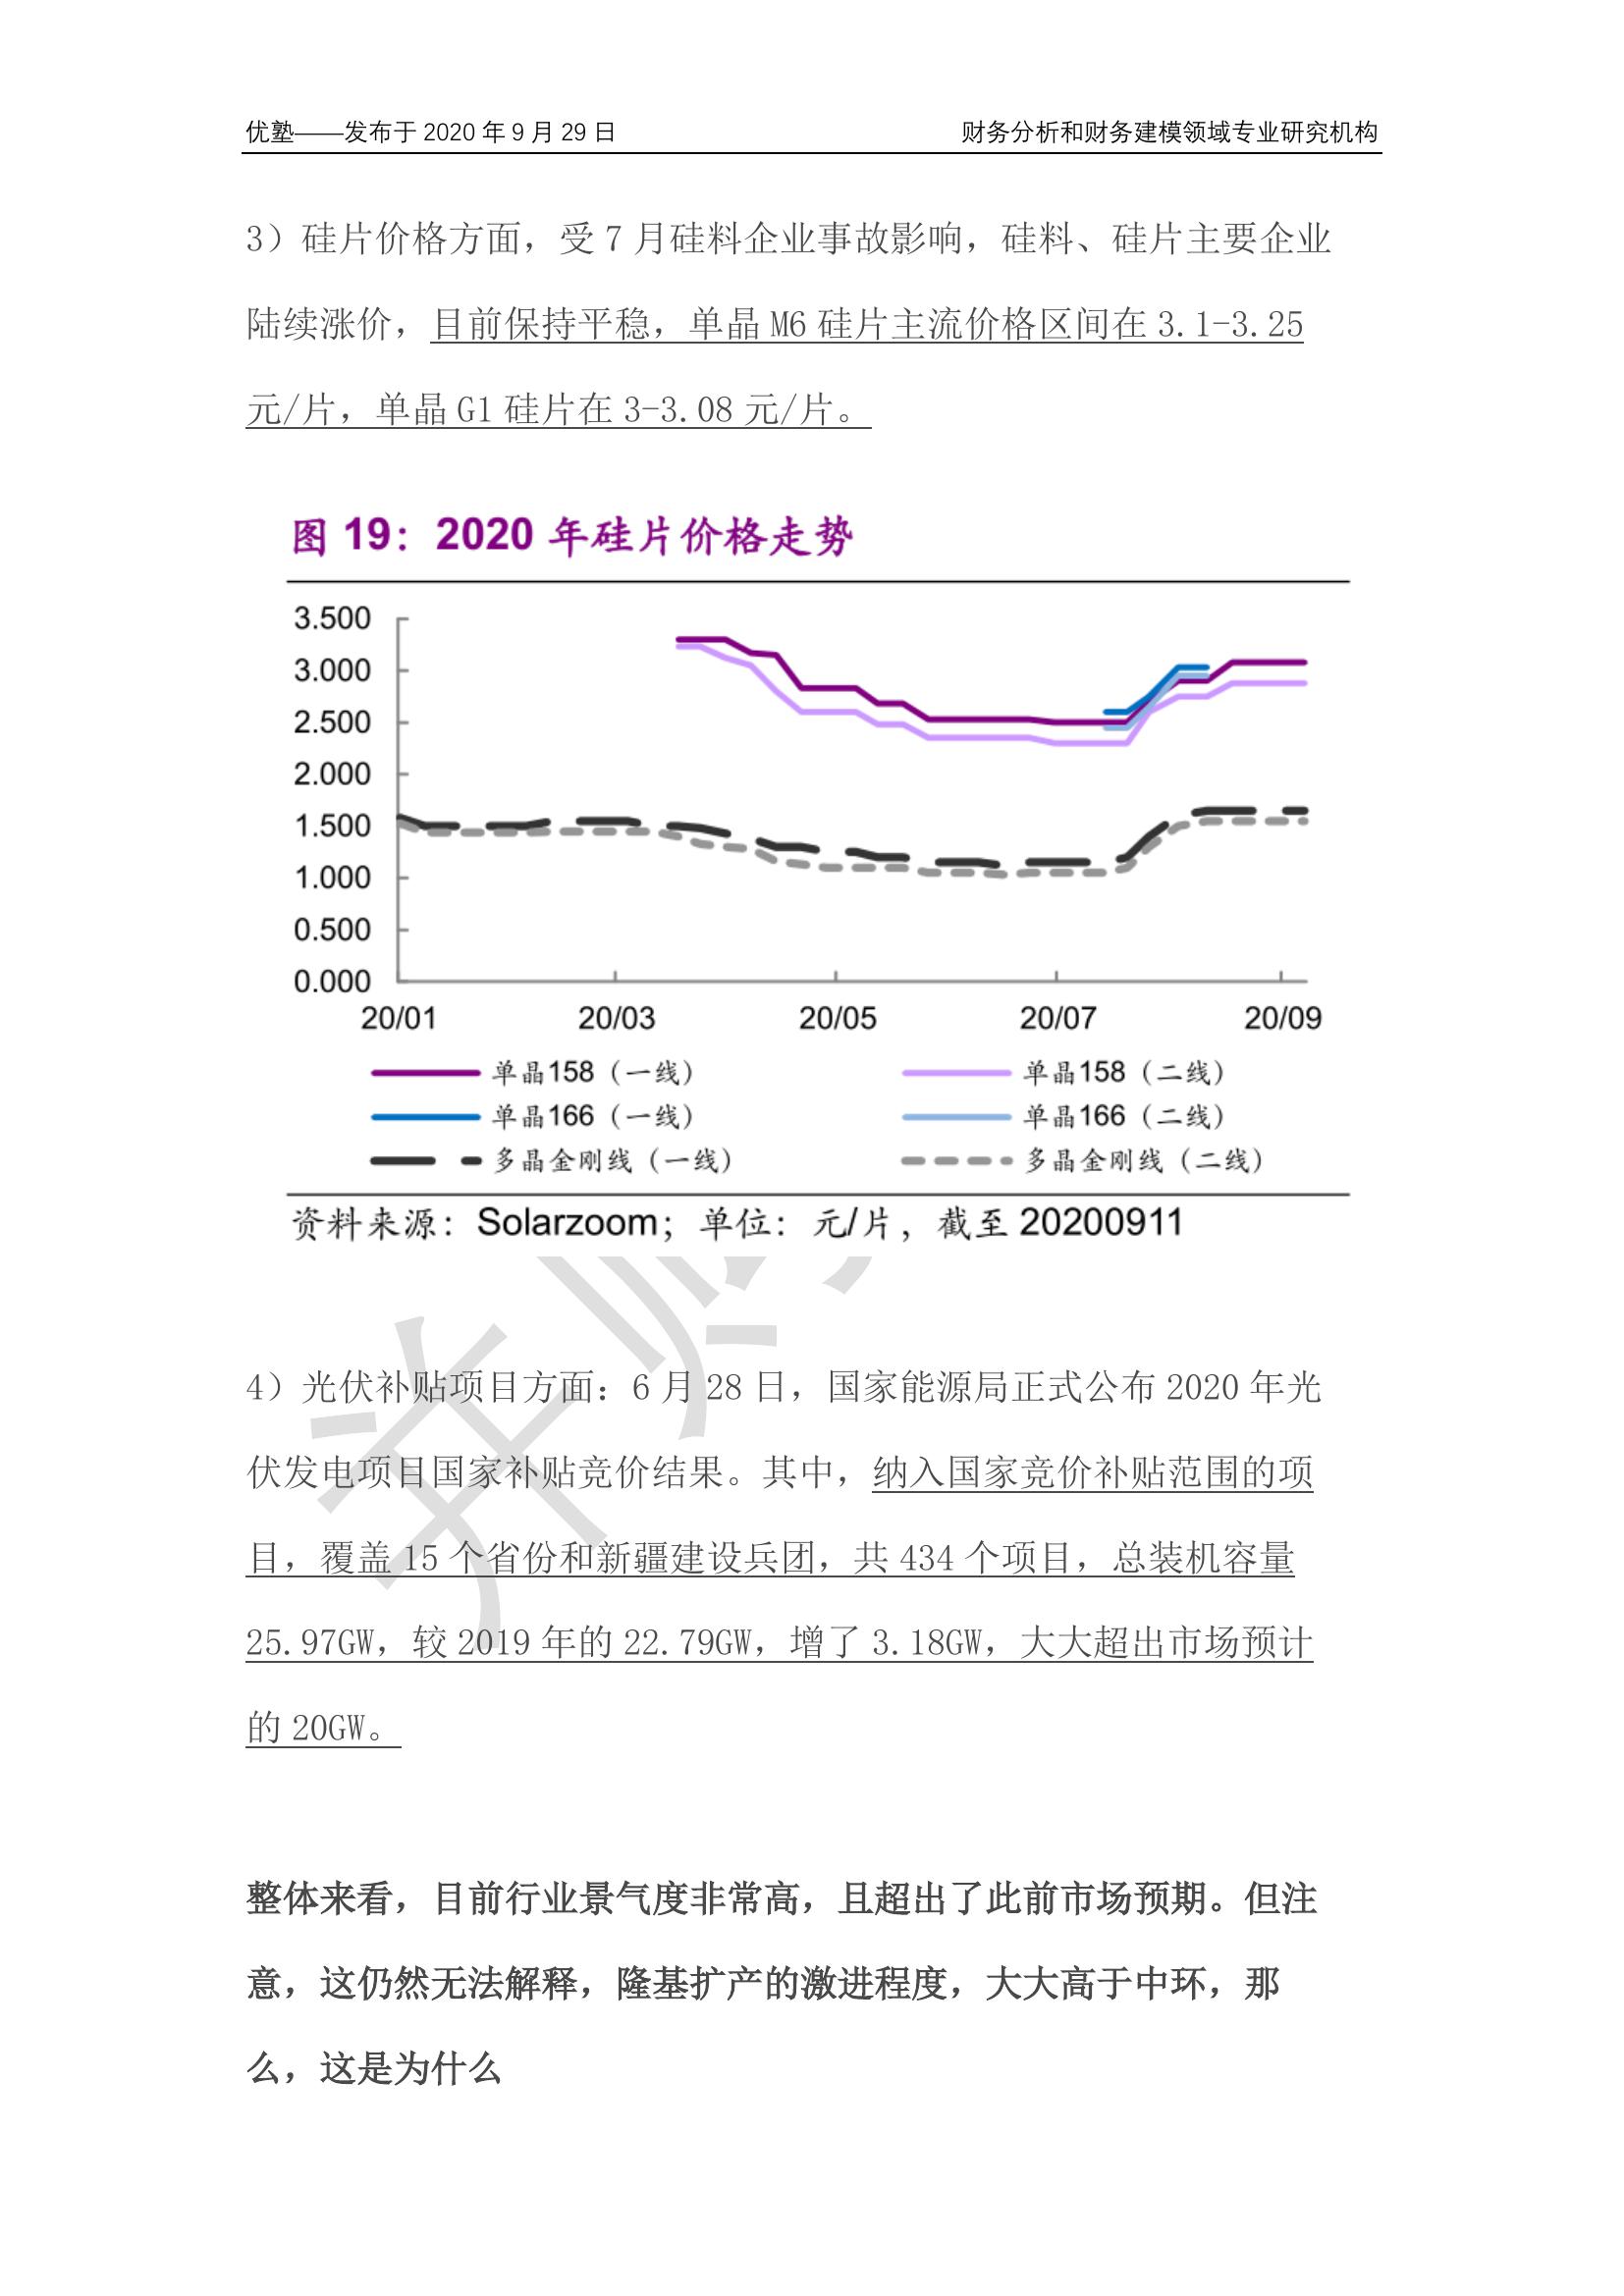 优塾——发布于 2020 年 9 月 29 日 财务分析和财务建模领域专业研究机构
3）硅片价格方面，受 7 月硅料企业事故影响，硅料、硅片主要企业
陆续涨价，目前保持平稳，单晶 M6 硅片主流价格区间在 3.1-3.25
元/片，单晶 G1 硅片在 3-3.08 元/片。
图 19：2020 年硅片价格走势
3.500
3.000
2.500
2.000
1.500
1.000
0.500
0.000
20/01 20/03 20/05 20/07 20/09
单晶158（一线） 单晶158（二线）
单晶166（一线） 单晶166（二线）
多晶金刚线（一线） 多晶金刚线（二线）
资料来源：Solarzoom；单位：元/片，截至 20200911
4）光伏补贴项目方面：6 月 28 日，国家能源局正式公布 2020 年光
伏发电项目国家补贴竞价结果。其中，纳入国家竞价补贴范围的项
目，覆盖 15 个省份和新疆建设兵团，共 434 个项目，总装机容量
25.97GW，较 2019 年的 22.79GW，增了 3.18GW，大大超出市场预计
的 20GW。
整体来看，目前行业景气度非常高，且超出了此前市场预期。但注
意，这仍然无法解释，隆基扩产的激进程度，大大高于中环，那
么，这是为什么